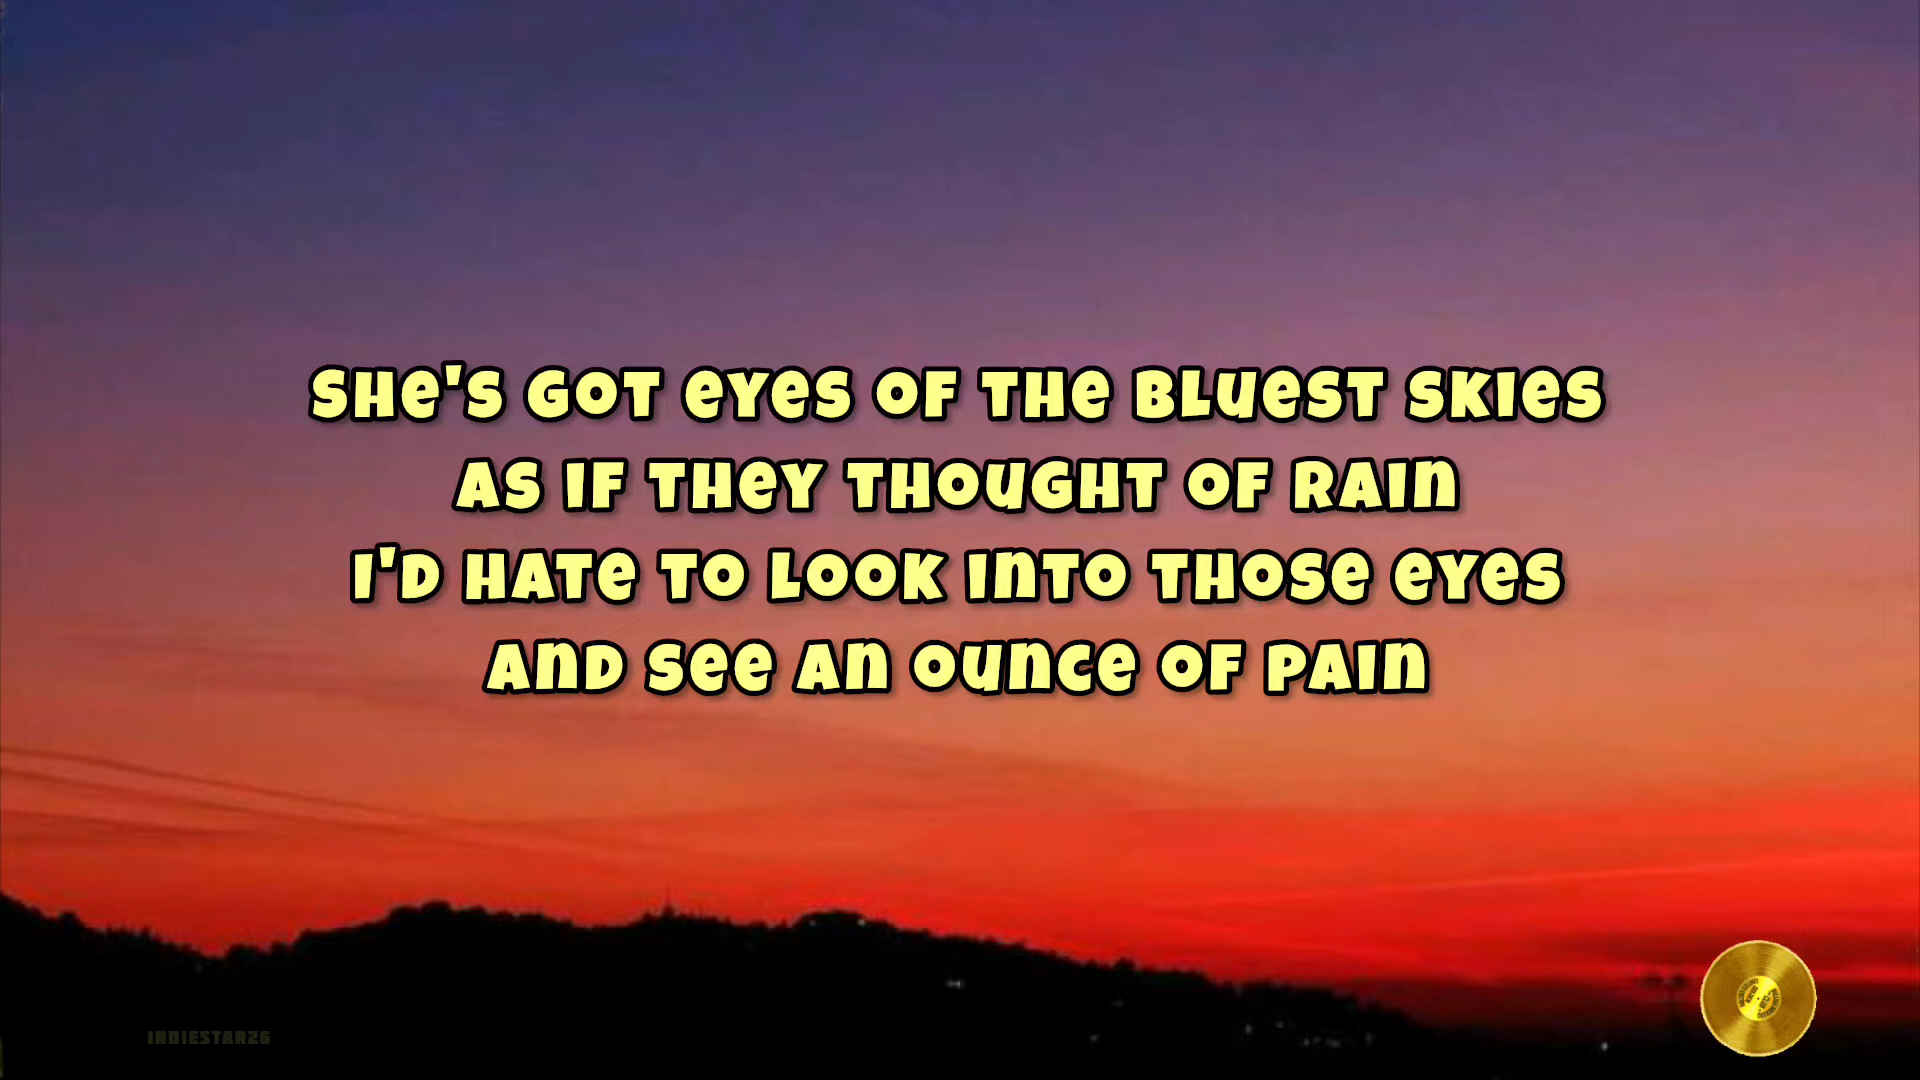 She's got eyes of the bluest skies
As if they thought of rain
I'd hate to look into those eyes
And see an ounce of pain
INDIESTAR26